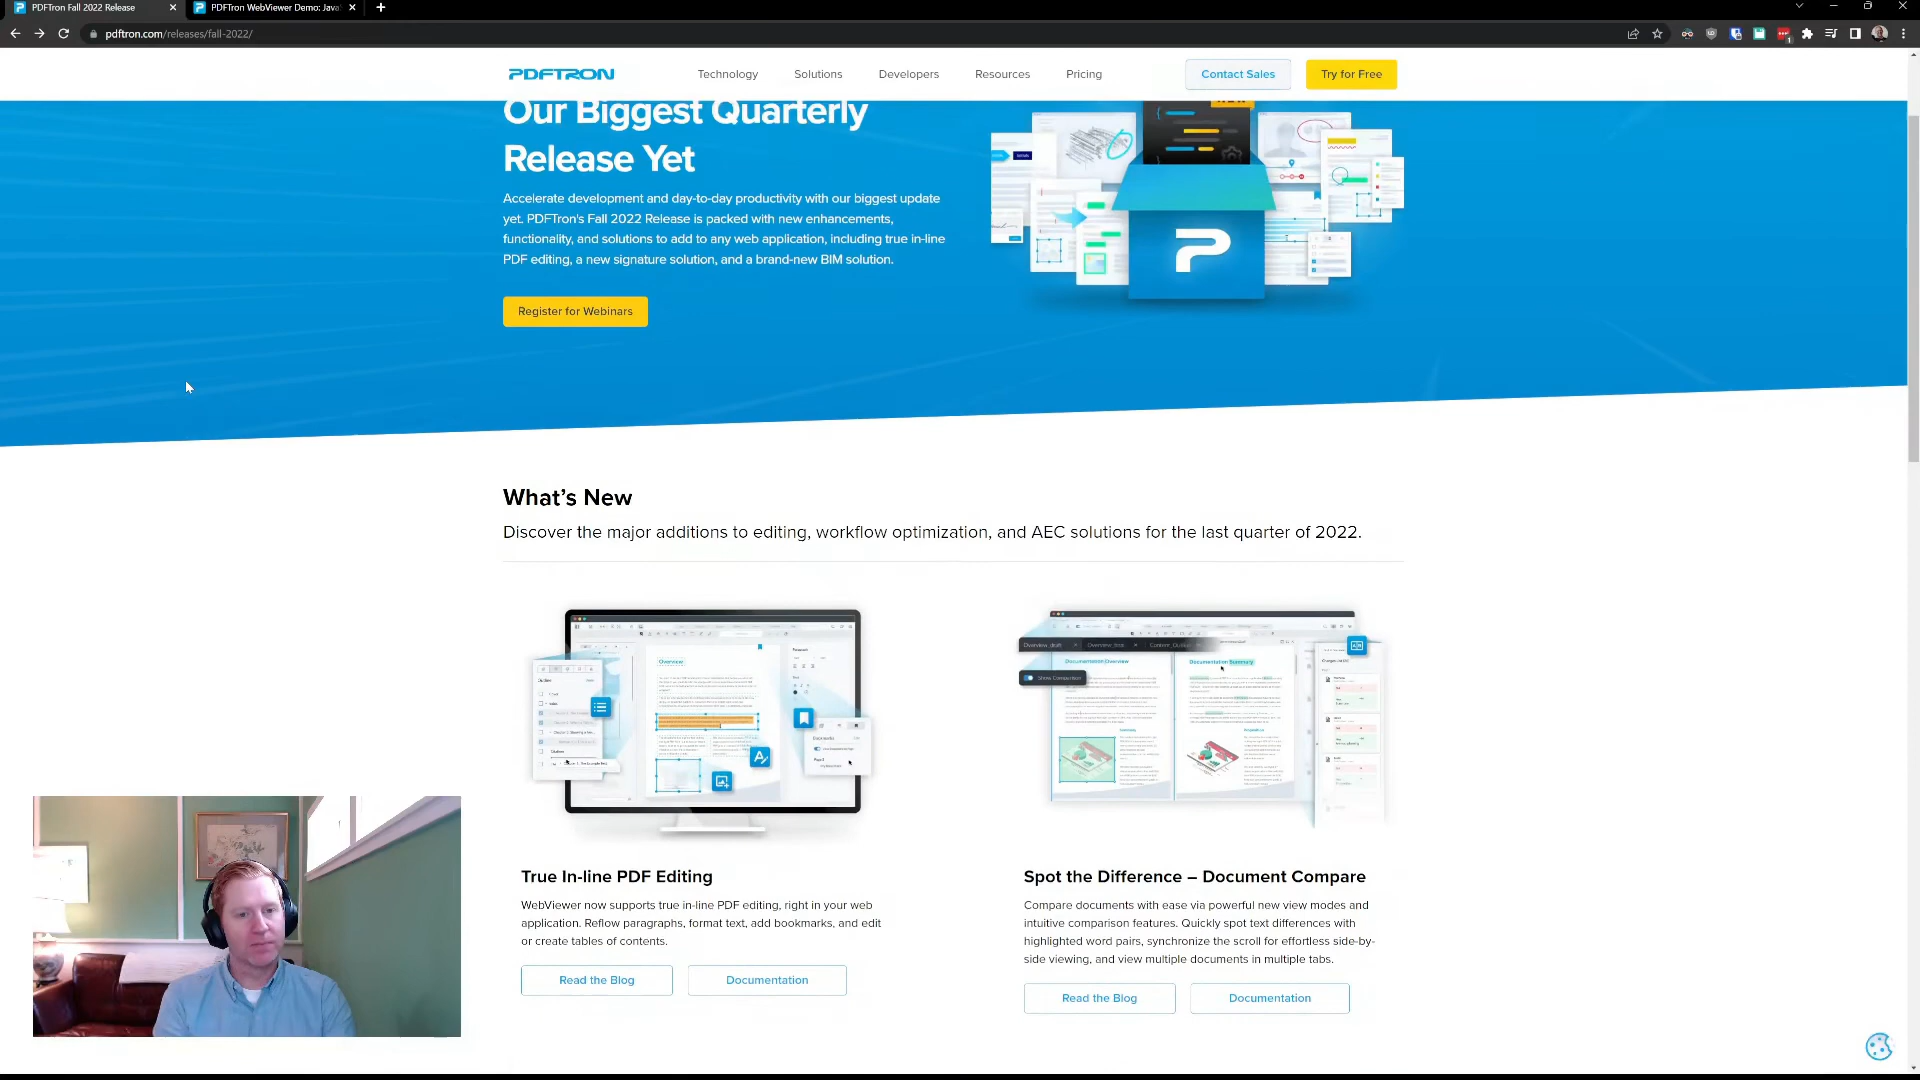 PDFTron Fall 2022 Release
PDFTron WebViewer Demo: Java
pdftron.com/releases/fall-2022/
PDFTRON
Technology
Solutions
Developers
Resources
Pricing
Contact Sales
Try for Free
Our Biggest Quarterly
Release Yet
Accelerate development and day-to-day productivity with our biggest update
yet. PDFTron's Fall 2022 Release is packed with new enhancements,
functionality, and solutions to add to any web application, including true in-line
PDF editing, a new signature solution, and a brand-new BIM solution.
Register for Webinars
What's New
Discover the major additions to editing, workflow optimization, and AEC solutions for the last quarter of 2022.
Overview
Outline
Overview_draft
Documentation Overview
Documentation Summary
Show Comparison
True In-line PDF Editing
WebViewer now supports true in-line PDF editing, right in your web
application. Reflow paragraphs, format text, add bookmarks, and edit
or create tables of contents.
Read the Blog
Documentation
Spot the Difference – Document Compare
Compare documents with ease via powerful new view modes and
intuitive comparison features. Quickly spot text differences with
highlighted word pairs, synchronize the scroll for effortless side-by-
side viewing, and view multiple documents in multiple tabs.
Read the Blog
Documentation